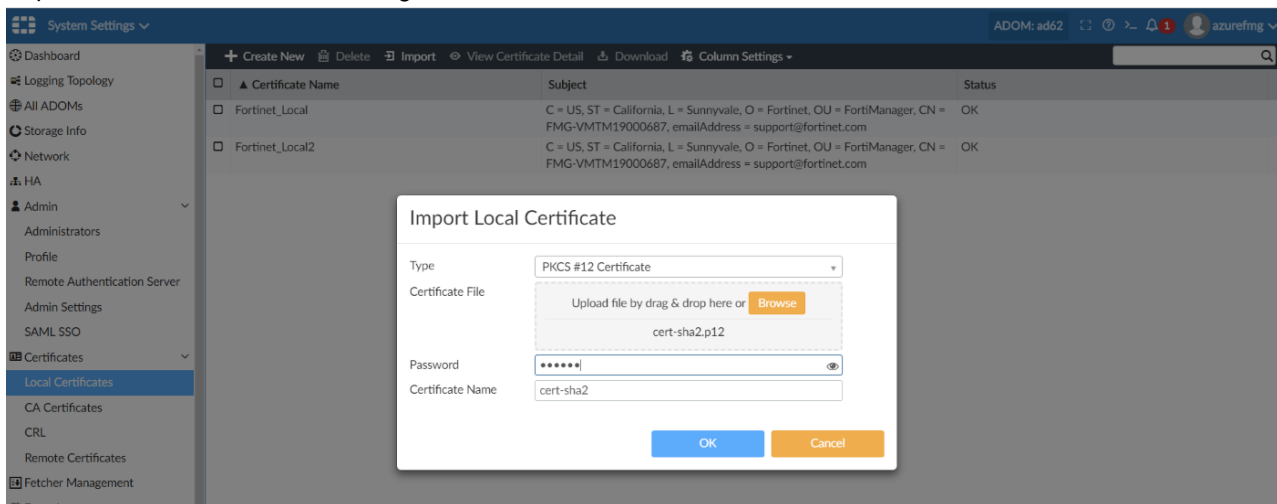 System Settings
ADOM: ad62
1
azurefmg
Dashboard
Logging Topology
All ADOMs
Storage Info
Network
HA
Admin
Administrators
Profile
Remote Authentication Server
Admin Settings
SAML SSO
Certificates
Local Certificates
CA Certificates
CRL
Remote Certificates
Fetcher Management
Create New Delete Import View Certificate Detail Download Column Settings
Certificate Name Subject Status
Fortinet_Local C = US, ST = California, L = Sunnyvale, O = Fortinet, OU = FortiManager, CN = OK
FMG-VMTM19000687, emailAddress = support@fortinet.com
Fortinet_Local2 C = US, ST = California, L = Sunnyvale, O = Fortinet, OU = FortiManager, CN = OK
FMG-VMTM19000687, emailAddress = support@fortinet.com
Import Local Certificate
Type PKCS #12 Certificate
Certificate File Upload file by drag & drop here or Browse
cert-sha2.p12
Password ••••••
Certificate Name cert-sha2
OK Cancel